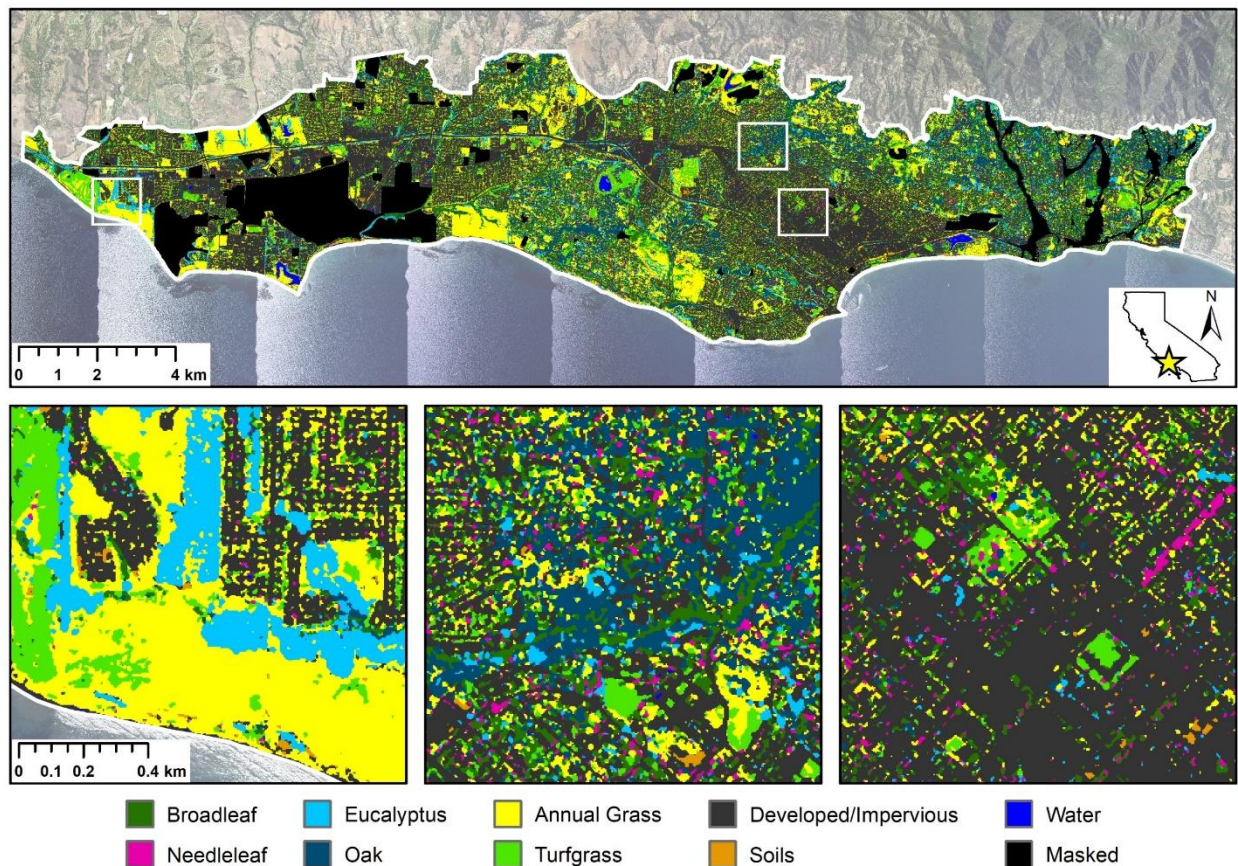 N
0 1 2 4 km
0 0.1 0.2 0.4 km
Broadleaf Eucalyptus Annual Grass Developed/Impervious Water
Needleleaf Oak Turfgrass Soils Masked